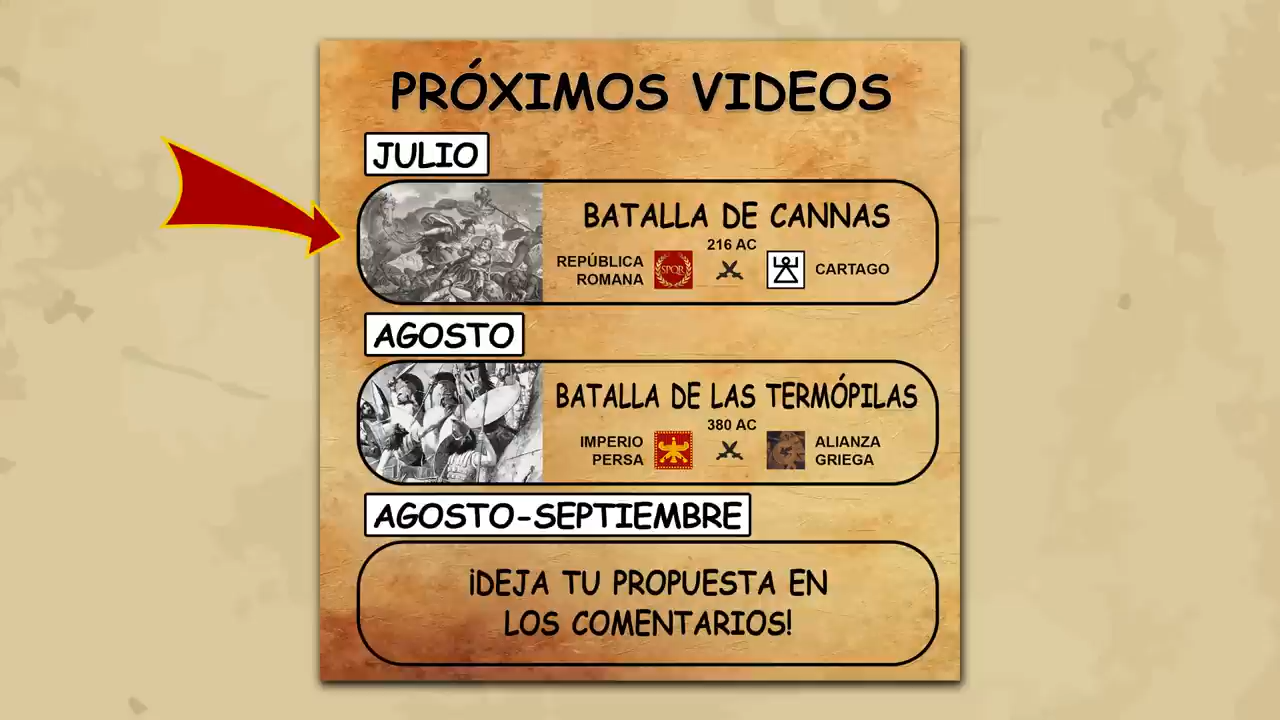 PRÓXIMOS VIDEOS
JULIO
BATALLA DE CANNAS
216 AC
REPÚBLICA
ROMANA
SPQR
CARTAGO
AGOSTO
BATALLA DE LAS TERMÓPILAS
380 AC
IMPERIO
PERSA
ALIANZA
GRIEGA
AGOSTO-SEPTIEMBRE
¡DEJA TU PROPUESTA EN
LOS COMENTARIOS!